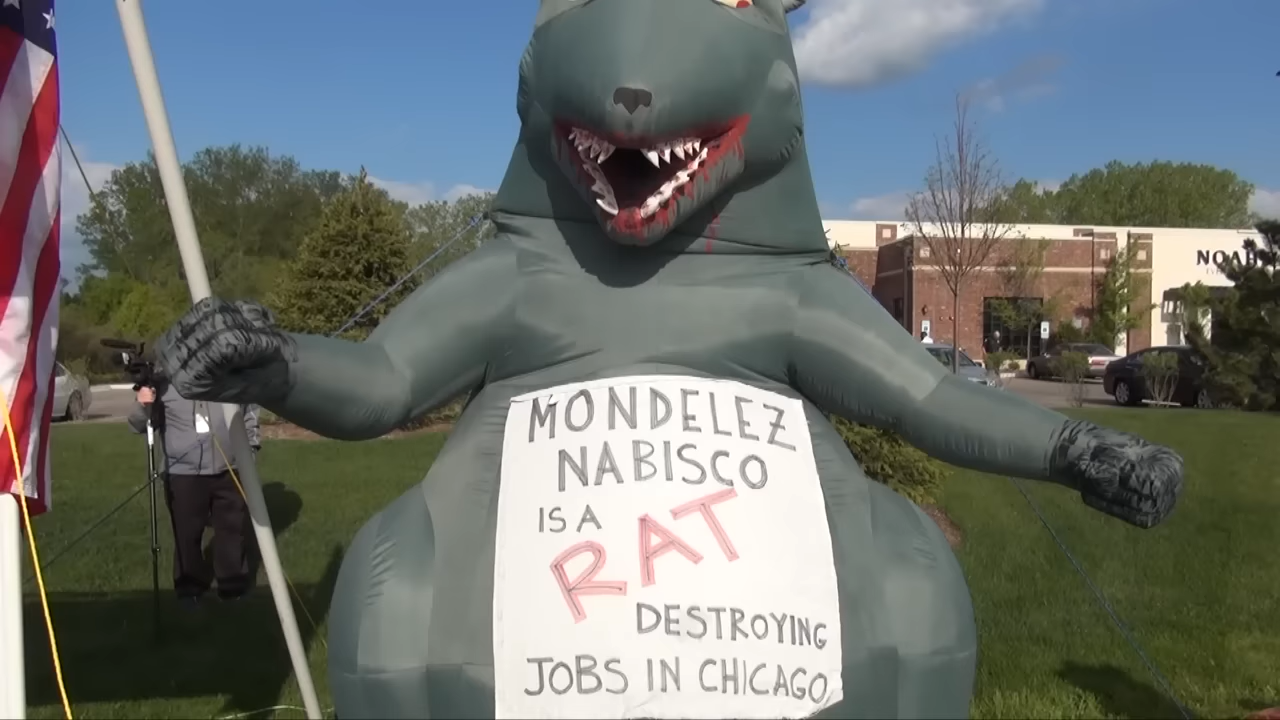 MONDELEZ
NABISCO
IS A RAT
DESTROYING
JOBS IN CHICAGO